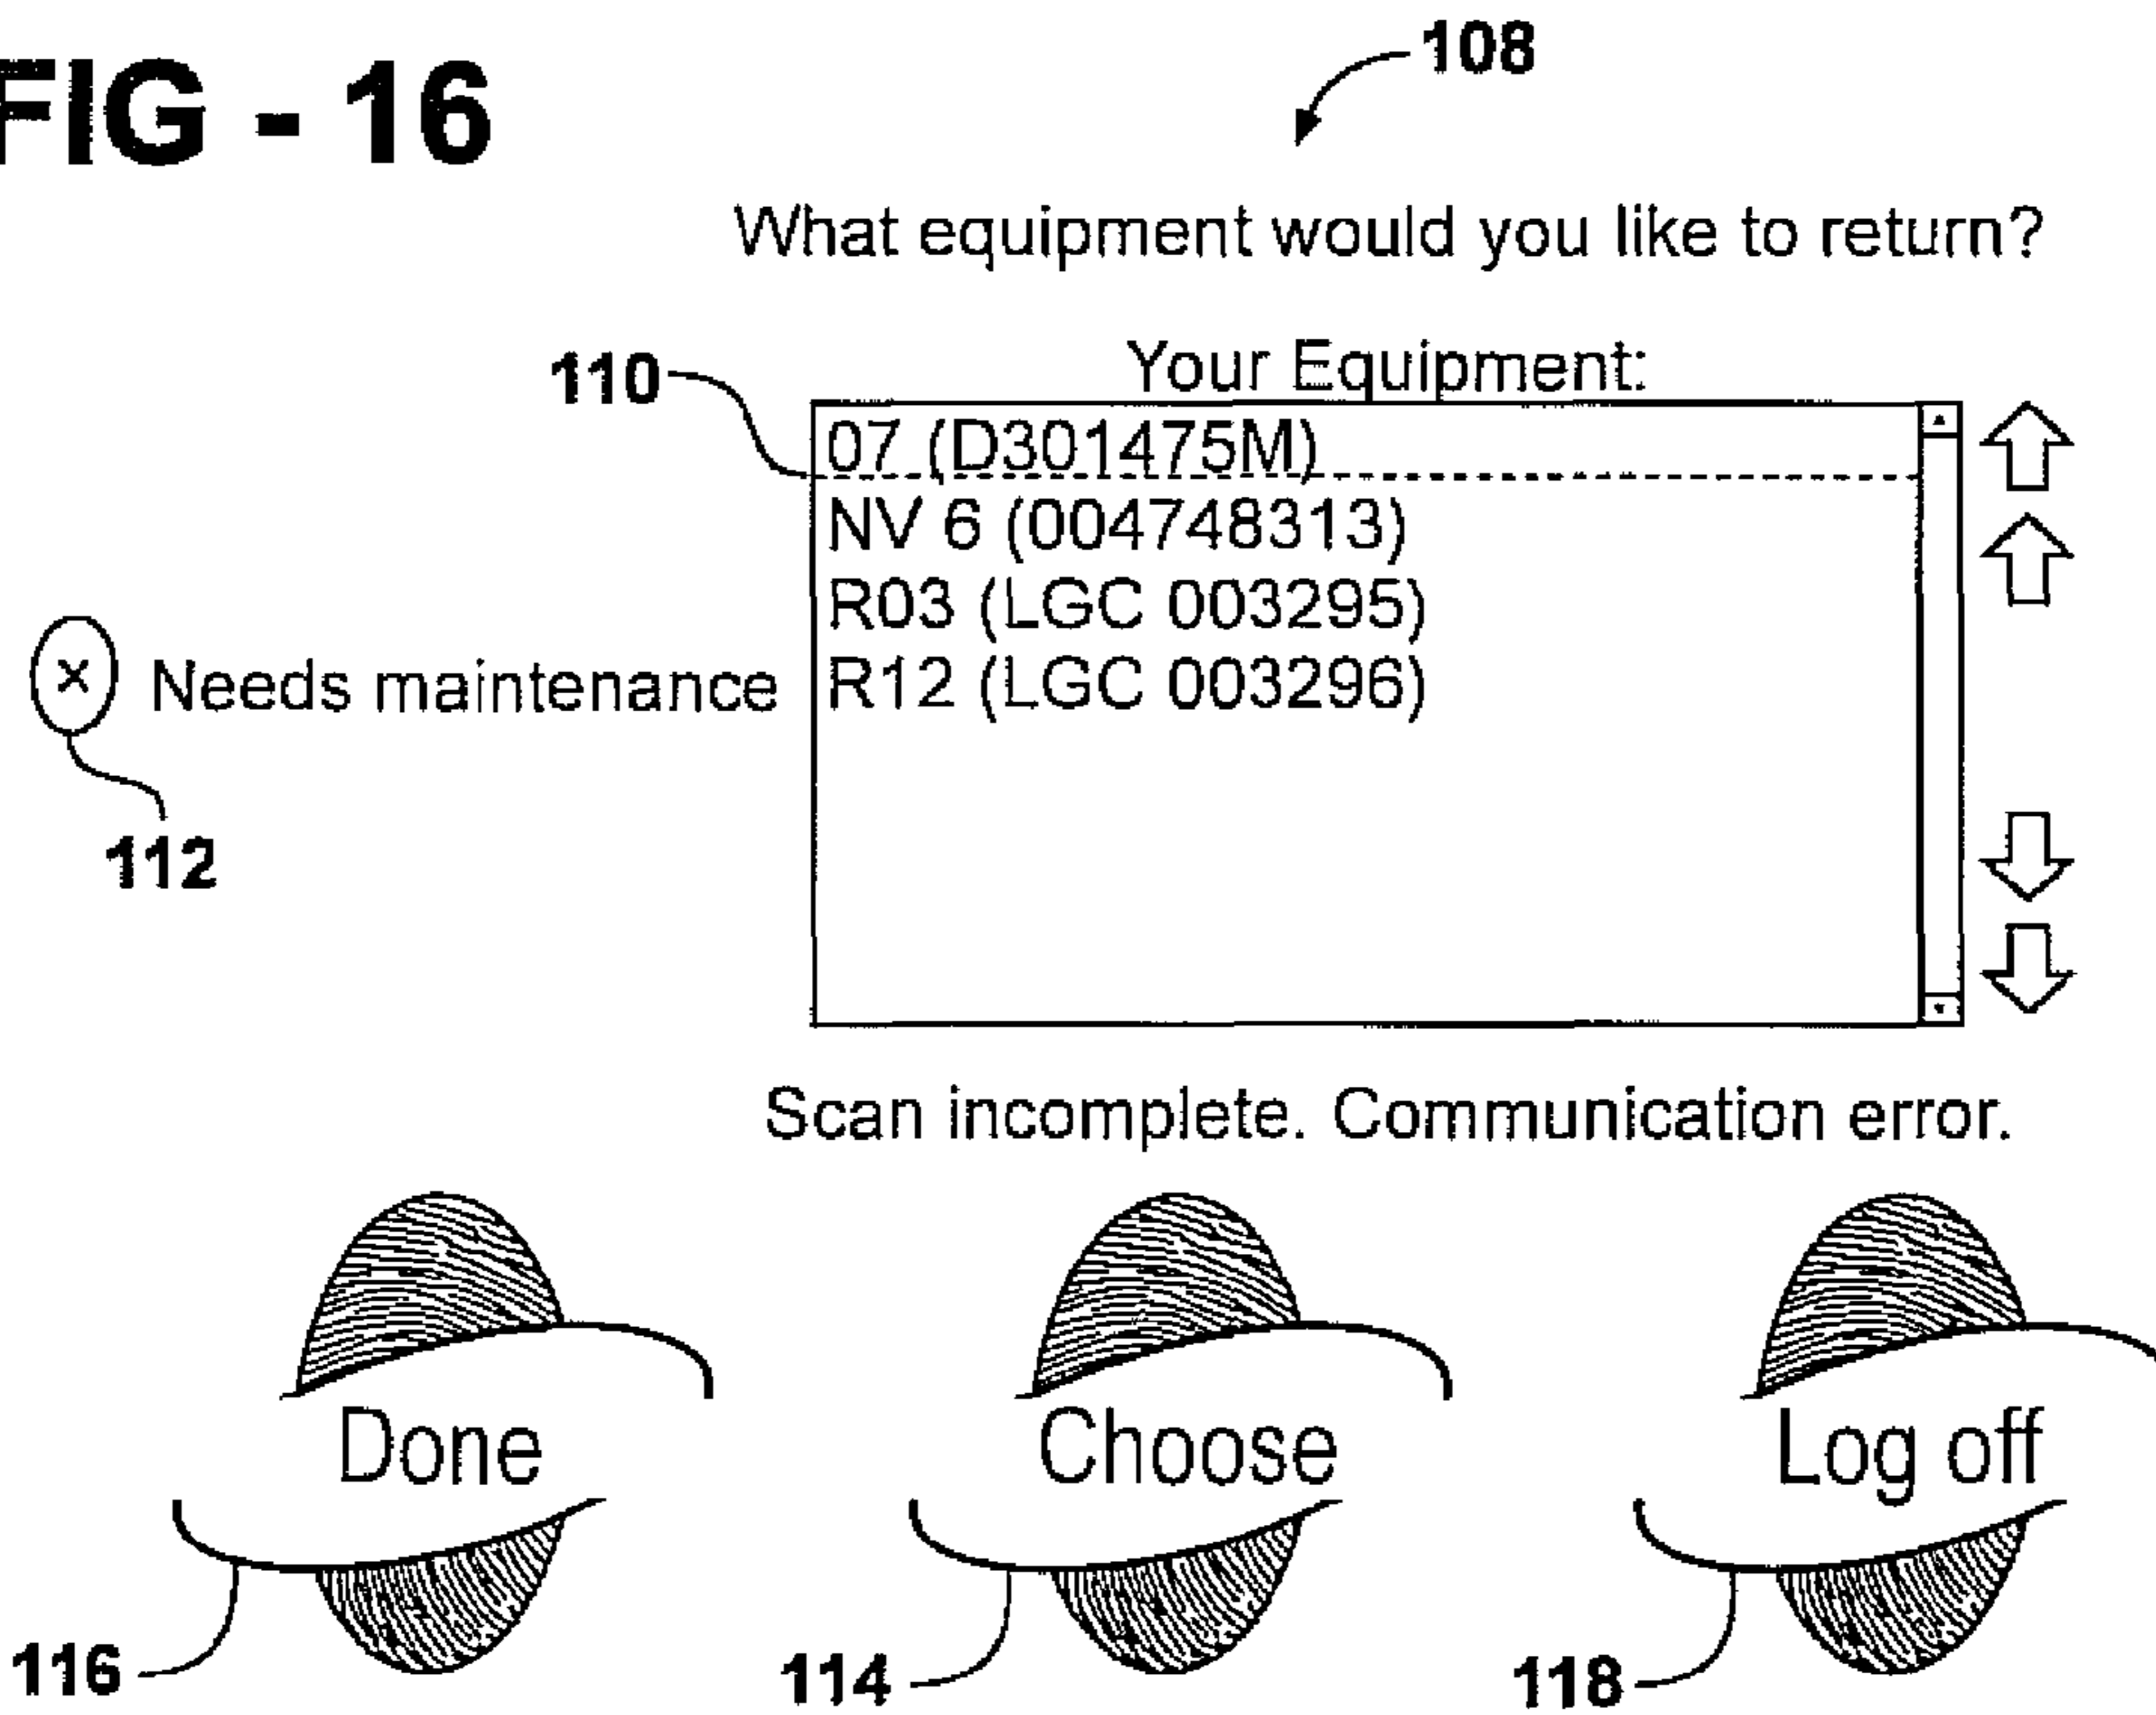 FIG - 16
108
What equipment would you like to return?
110
Your Equipment:
07 (D301475M)
NV 6 (004748313)
R03 (LGC 003295)
X Needs maintenance
R12 (LGC 003296)
112
Scan incomplete. Communication error.
Done
Choose
Log off
116
114
118